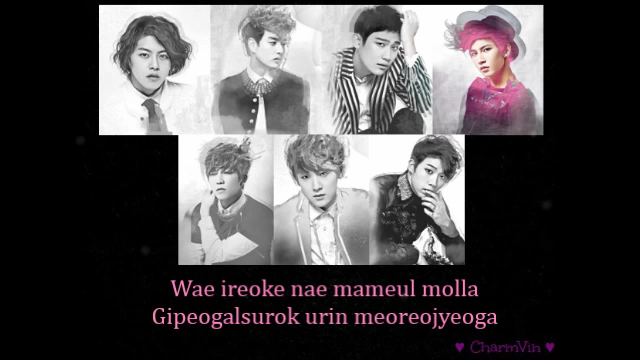 Wae ireoke nae mameul molla
Gipeogalsurok urin meoreojyeoga
♥ CharmVin ♥